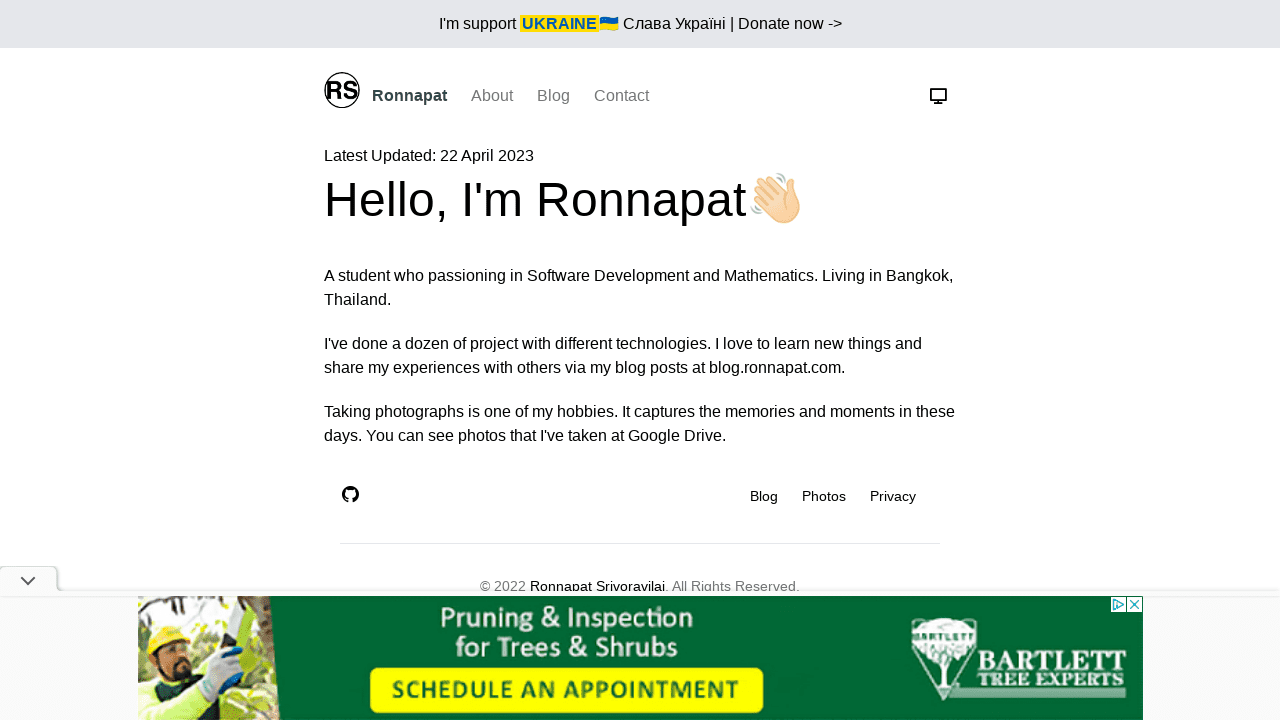 I'm support UKRAINE🇺🇦 Слава Україні | Donate now ->
RS Ronnapat About Blog Contact
Latest Updated: 22 April 2023
Hello, I'm Ronnapat👋🏻
A student who passioning in Software Development and Mathematics. Living in Bangkok,
Thailand.
I've done a dozen of project with different technologies. I love to learn new things and
share my experiences with others via my blog posts at blog.ronnapat.com.
Taking photographs is one of my hobbies. It captures the memories and moments in these
days. You can see photos that I've taken at Google Drive.
Blog Photos Privacy
© 2022 Ronnapat Srivoravilai. All Rights Reserved.
Pruning & Inspection
for Trees & Shrubs
SCHEDULE AN APPOINTMENT
BARTLETT
TREE EXPERTS